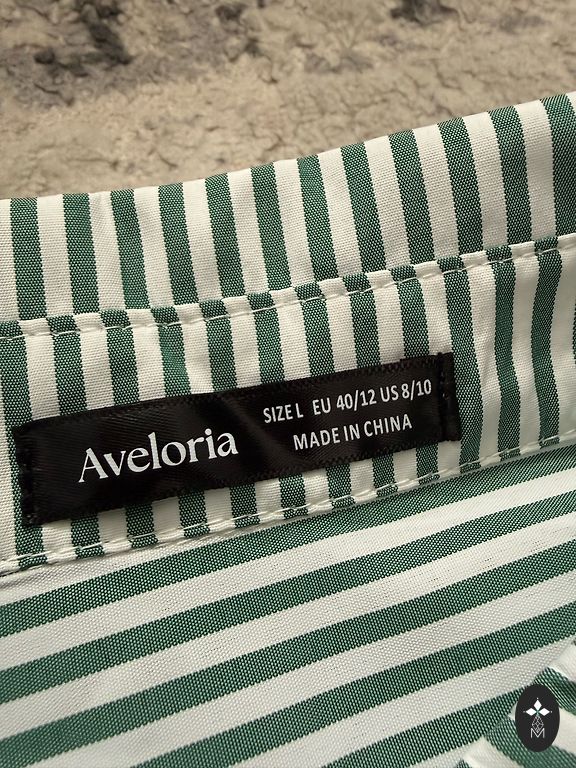 Aveloria
SIZE L EU 40/12 US 8/10
MADE IN CHINA